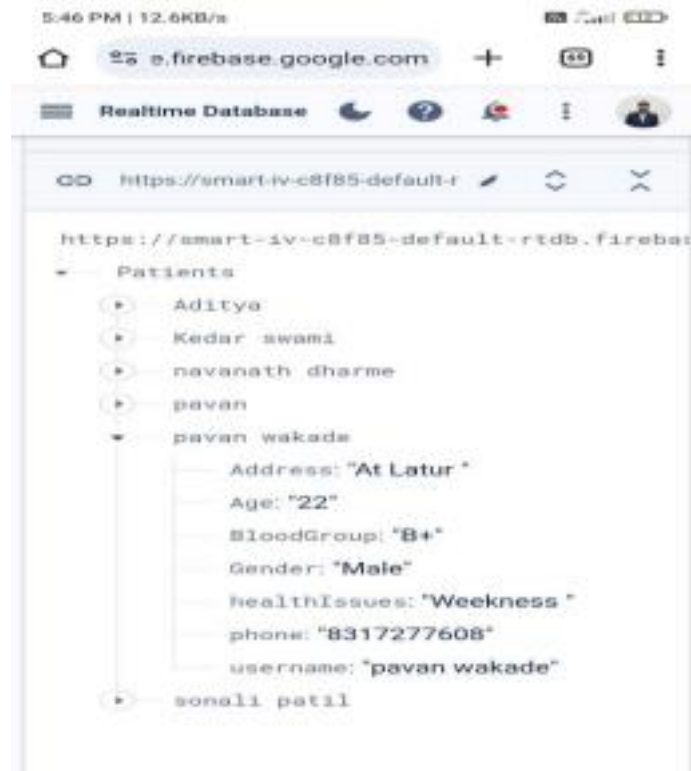 5:46 PM | 12.6KB/s
e.firebase.google.com
Realtime Database
https://smart-iv-c8f85-default-r
https://smart-iv-c8f85-default-rtdb.fireba
Patients
Aditya
Kedar swami
navanath dharme
pavan
pavan wakade
Address: "At Latur "
Age: "22"
BloodGroup: "B+"
Gender: "Male"
healthIssues: "Weekness "
phone: "8317277608"
username: "pavan wakade"
sonali patil